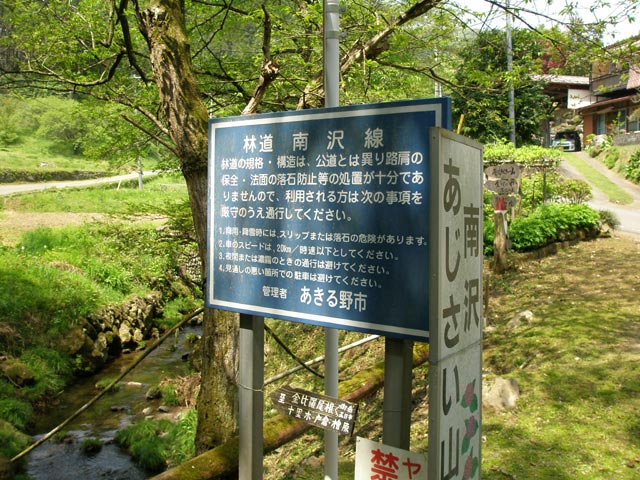 林道 南沢線
林道の規格・構造は、公道とは異り路肩の
保全・法面の落石防止等の処置が十分であ
りませんので、利用される方は次の事項を
厳守のうえ通行してください。
1.降雨・降雪時には、スリップまたは落石の危険があります。
2.車のスピードは、20km/時速以下としてください。
3.夜間または濃霧のときの通行は避けてください。
4.見通しの悪い箇所での駐車は避けてください。
管理者 あきる野市
南沢
あじさい山
至 金比羅尾根
禁